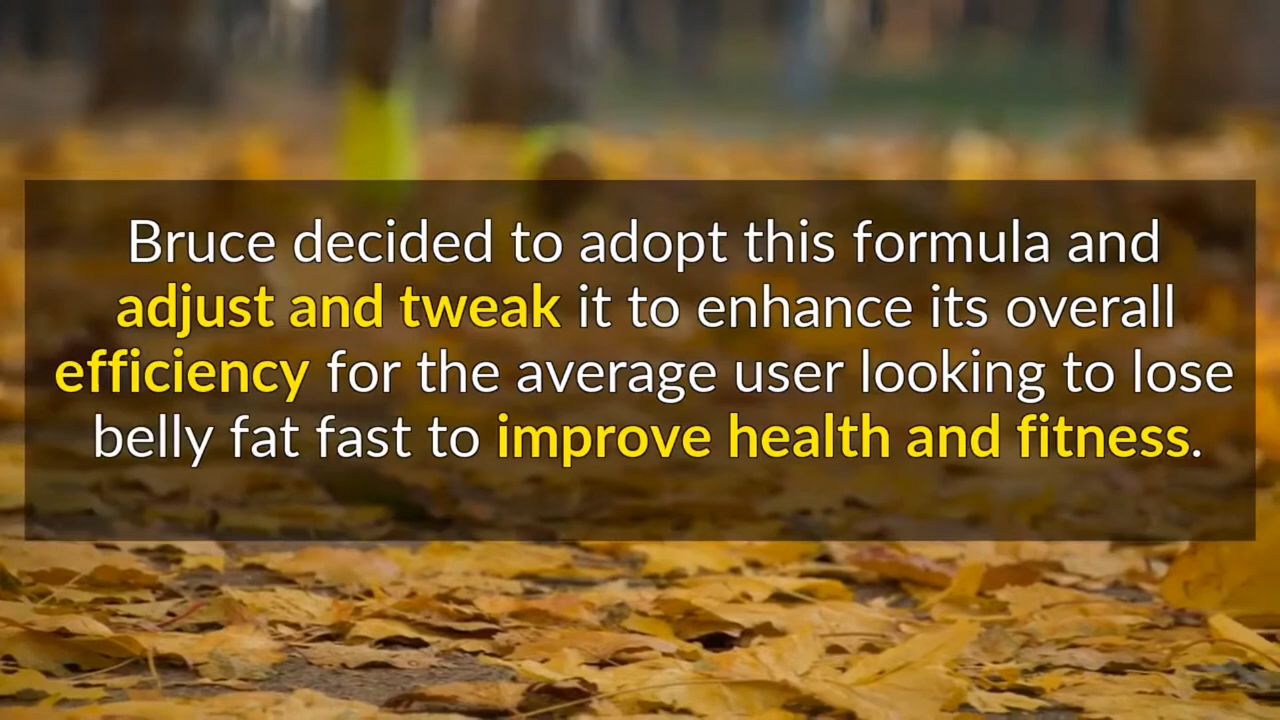 Bruce decided to adopt this formula and
adjust and tweak it to enhance its overall
efficiency for the average user looking to lose
belly fat fast to improve health and fitness.